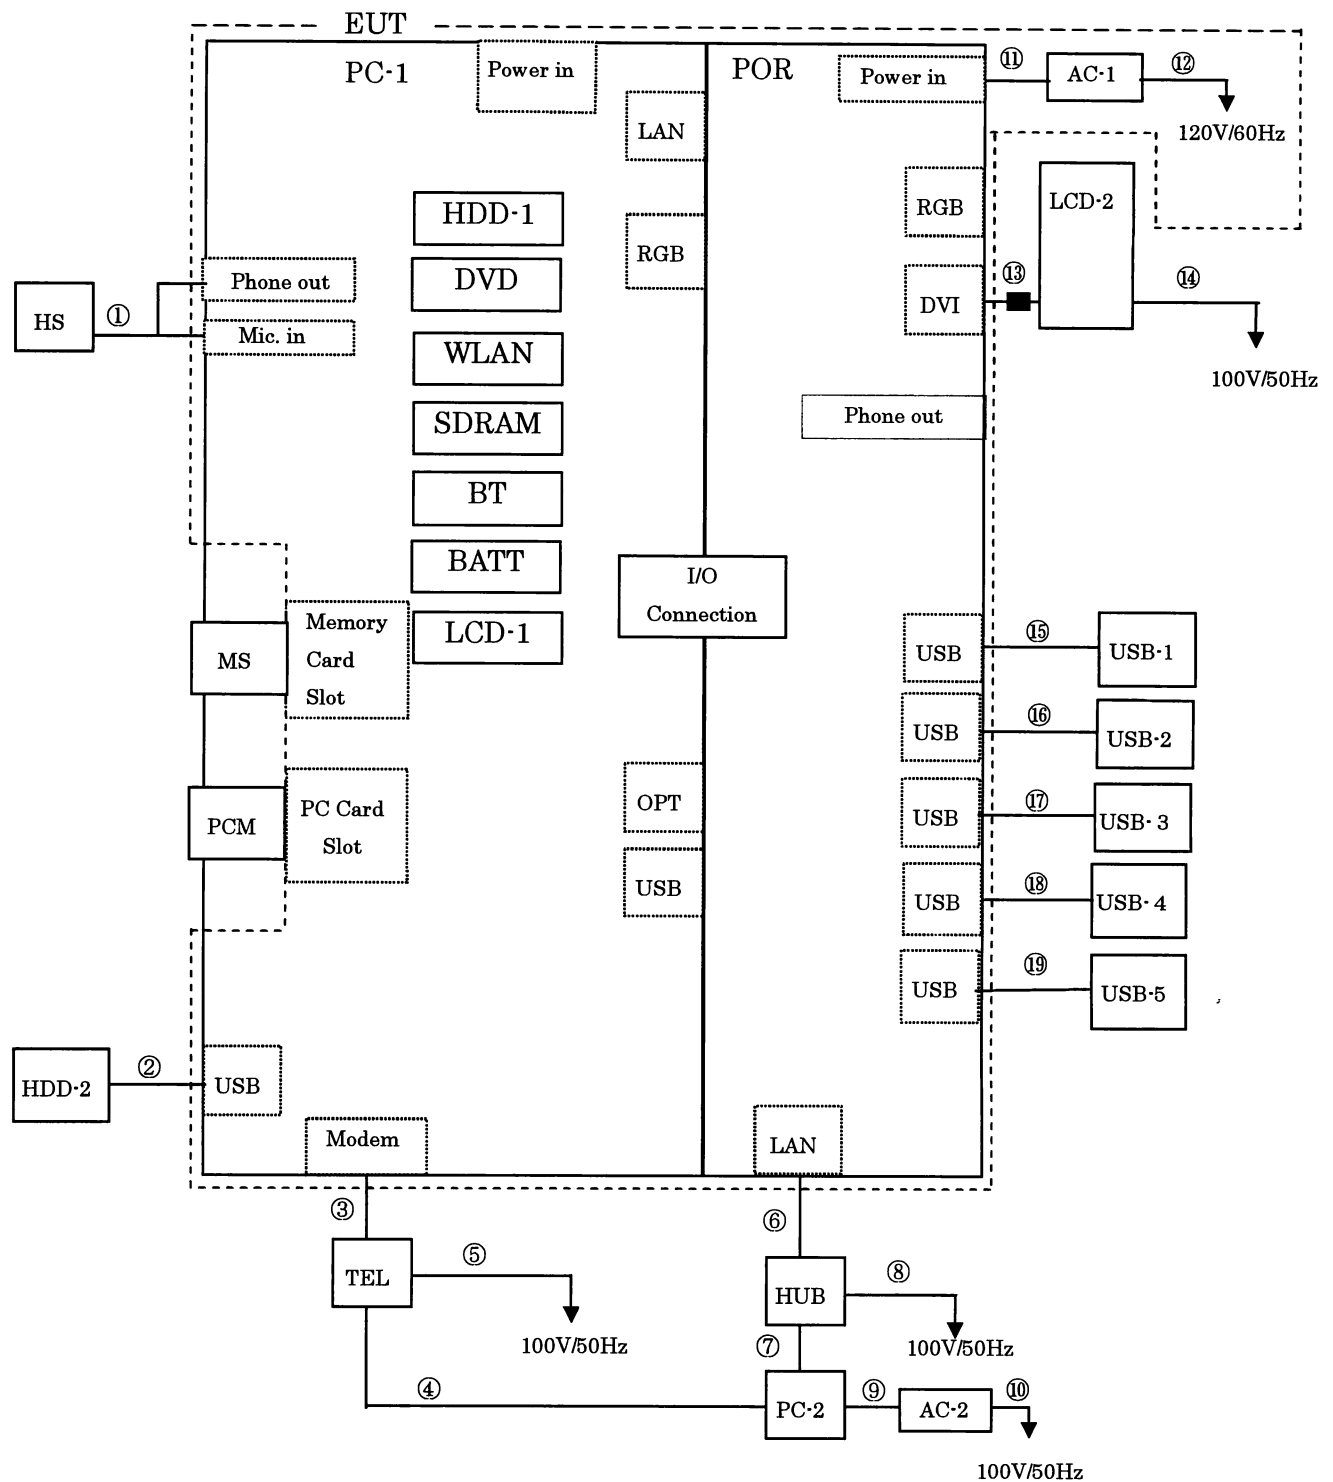 EUT
PC-1
Power in
POR
Power in
⑪
AC-1
⑫
120V/60Hz
LAN
HDD-1
RGB
RGB
LCD-2
Phone out
DVD
DVI
⑬
⑭
100V/50Hz
HS
①
Mic. in
WLAN
SDRAM
Phone out
BT
BATT
I/O
Connection
LCD-1
MS
Memory
Card
Slot
USB
⑮
USB-1
USB
⑯
USB-2
PCM
PC Card
Slot
OPT
USB
⑰
USB-3
USB
USB
⑱
USB-4
USB
⑲
USB-5
HDD-2
②
USB
Modem
LAN
③
⑥
TEL
⑤
100V/50Hz
HUB
⑧
100V/50Hz
⑦
④
PC-2
⑨
AC-2
⑩
100V/50Hz